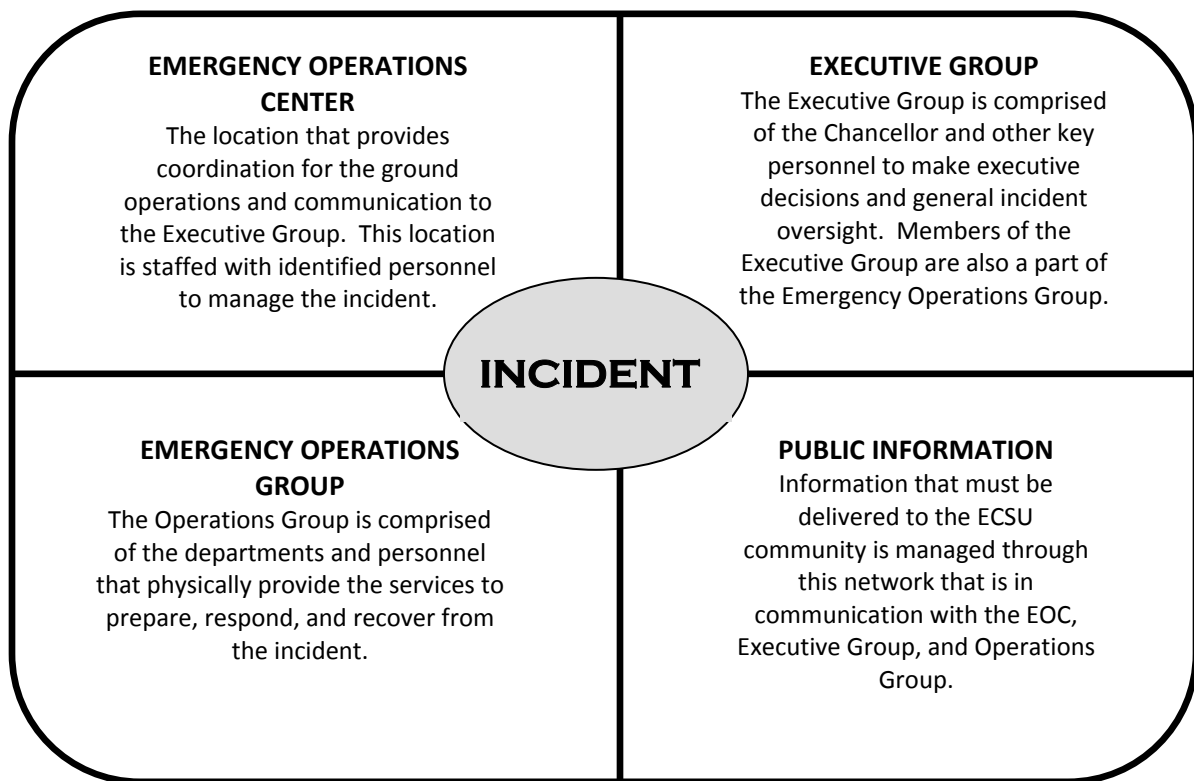 EMERGENCY OPERATIONS
CENTER
The location that provides
coordination for the ground
operations and communication to
the Executive Group. This location
is staffed with identified personnel
to manage the incident.
EXECUTIVE GROUP
The Executive Group is comprised
of the Chancellor and other key
personnel to make executive
decisions and general incident
oversight. Members of the
Executive Group are also a part of
the Emergency Operations Group.
INCIDENT
EMERGENCY OPERATIONS
GROUP
The Operations Group is comprised
of the departments and personnel
that physically provide the services to
prepare, respond, and recover from
the incident.
PUBLIC INFORMATION
Information that must be
delivered to the ECSU
community is managed through
this network that is in
communication with the EOC,
Executive Group, and Operations
Group.